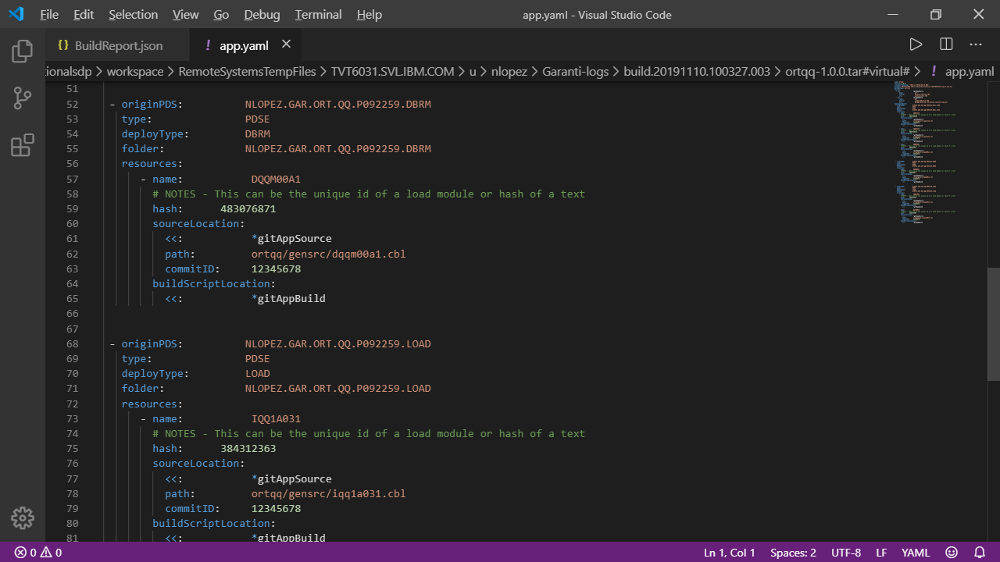 File Edit Selection View Go Debug Terminal Help app.yaml - Visual Studio Code
{} BuildReport.json ! app.yaml
ionalsdp > workspace > RemoteSystemsTempFiles > TVT6031.SVL.IBM.COM > u > nlopez > Garanti-logs > build.20191110.100327.003 > ortqq-1.0.0.tar#virtual# > ! app.yaml
51
52 - originPDS: NLOPEZ.GAR.ORT.QQ.P092259.DBRM
53 type: PDSE
54 deployType: DBRM
55 folder: NLOPEZ.GAR.ORT.QQ.P092259.DBRM
56 resources:
57 - name: DQQM00A1
58 # NOTES - This can be the unique id of a load module or hash of a text
59 hash: 483076871
60 sourceLocation:
61 <<: *gitAppSource
62 path: ortqq/gensrc/dqqm00a1.cbl
63 commitID: 12345678
64 buildScriptLocation:
65 <<: *gitAppBuild
66
67
68 - originPDS: NLOPEZ.GAR.ORT.QQ.P092259.LOAD
69 type: PDSE
70 deployType: LOAD
71 folder: NLOPEZ.GAR.ORT.QQ.P092259.LOAD
72 resources:
73 - name: IQQ1A031
74 # NOTES - This can be the unique id of a load module or hash of a text
75 hash: 384312363
76 sourceLocation:
77 <<: *gitAppSource
78 path: ortqq/gensrc/iqq1a031.cbl
79 commitID: 12345678
80 buildScriptLocation:
81 <<: *gitAppBuild
0 0 Ln 1, Col 1 Spaces: 2 UTF-8 LF YAML